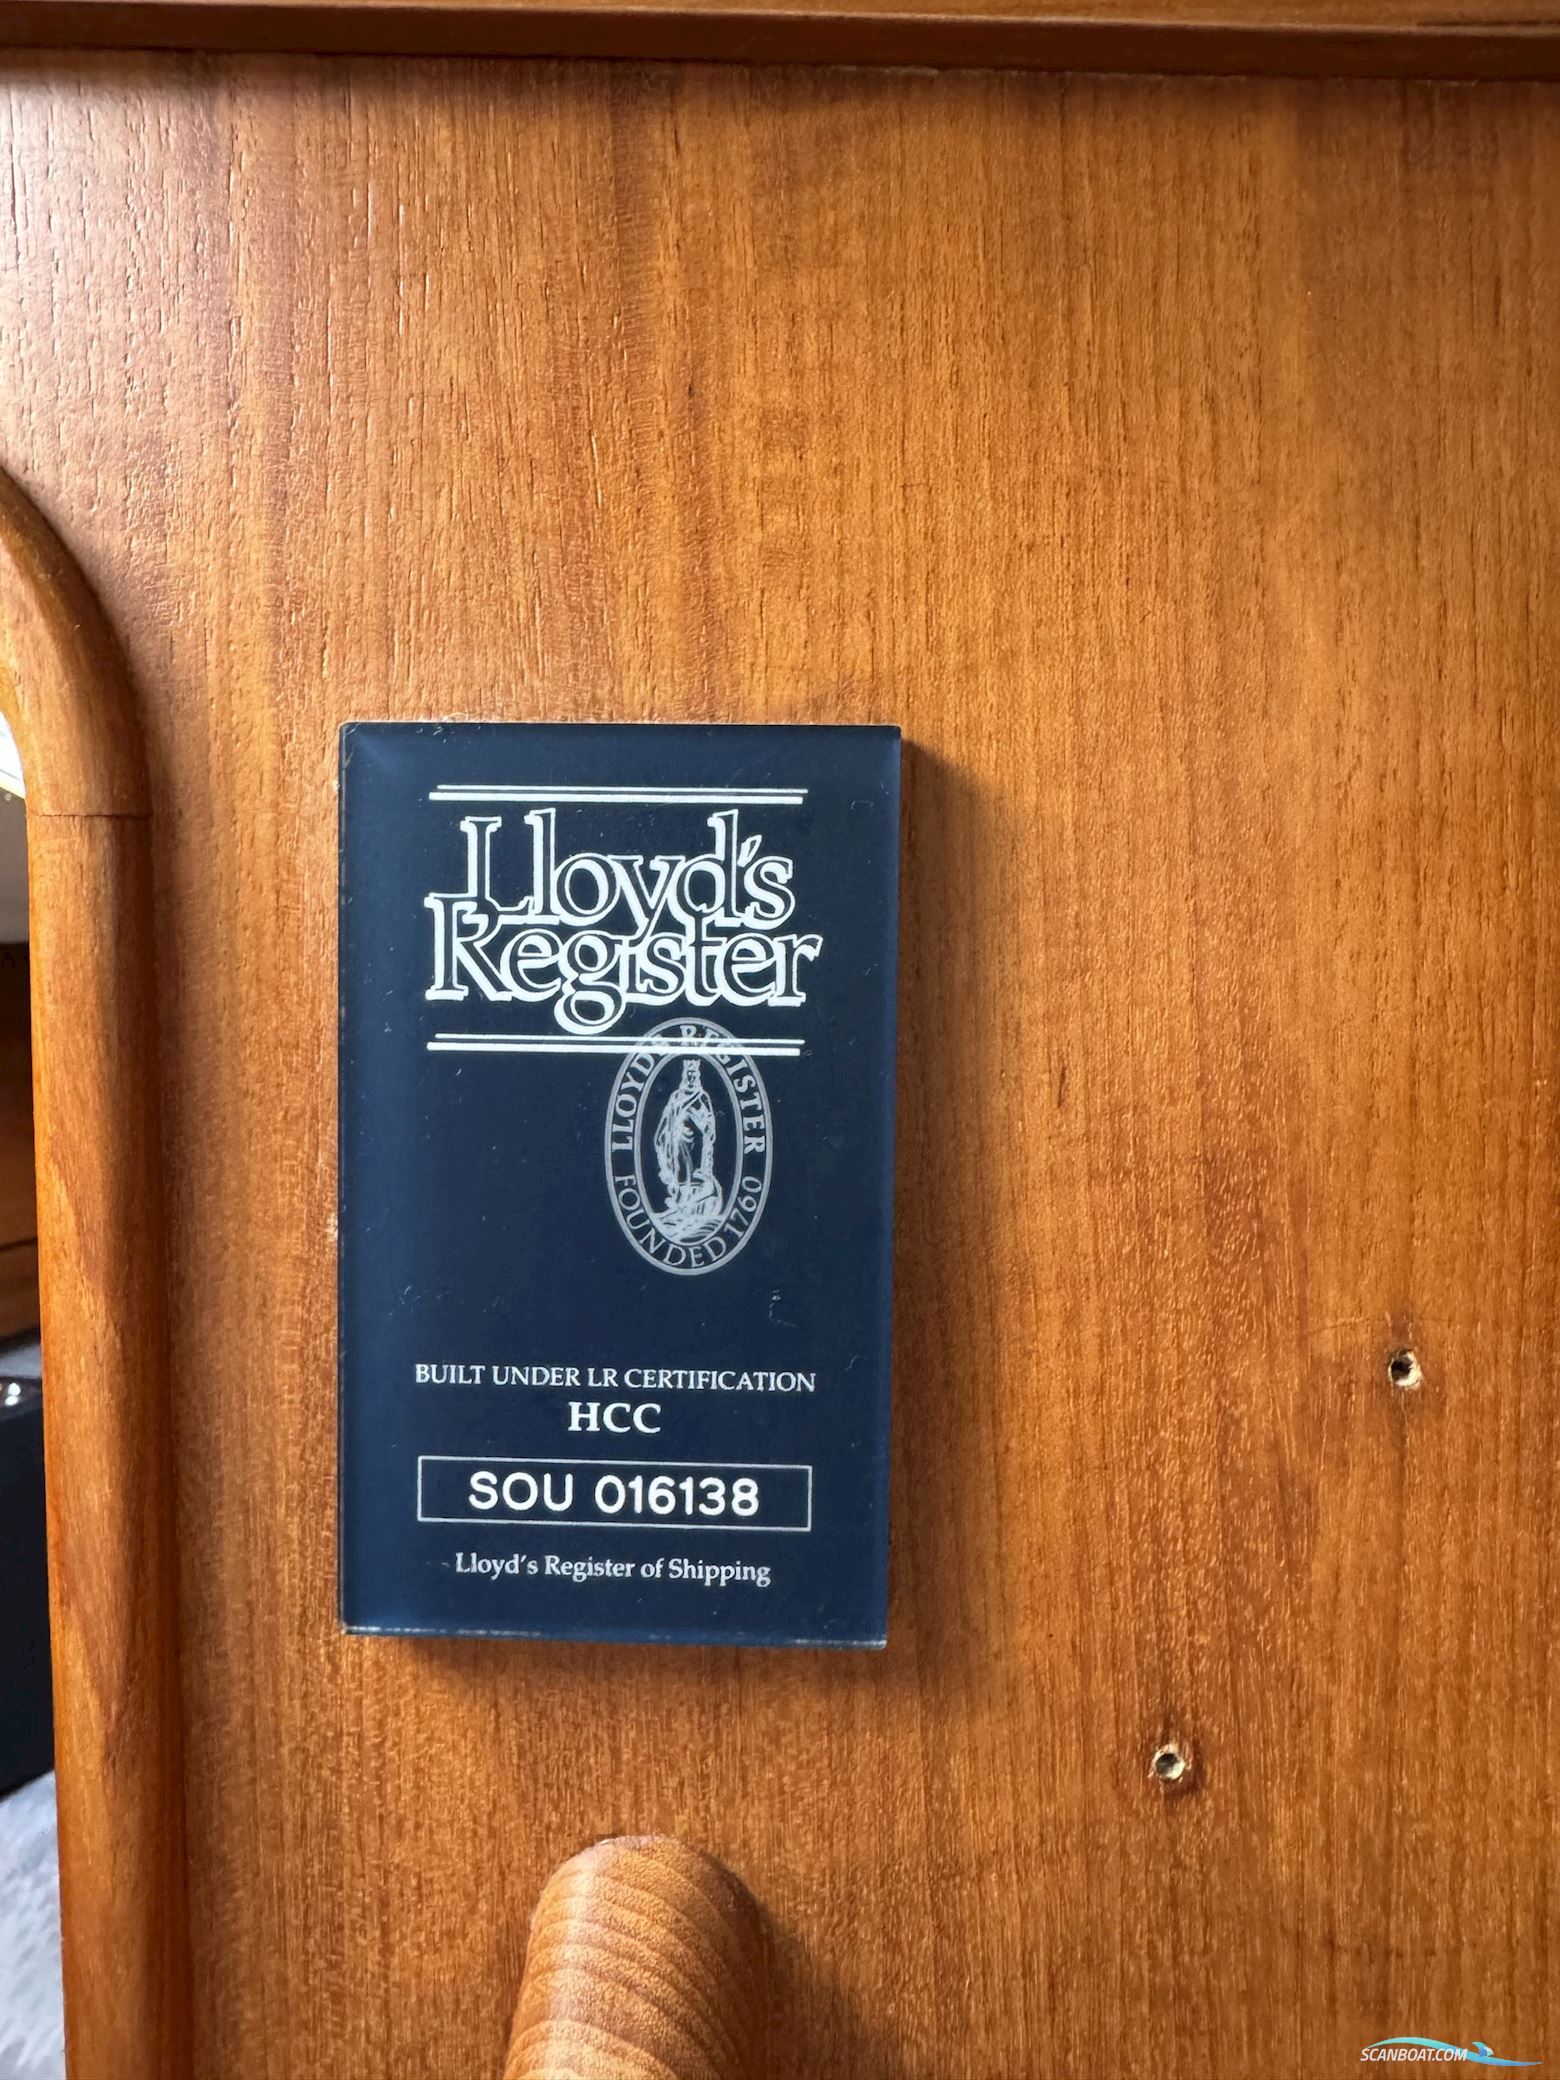 Lloyd's
Register
LLOYD'S REGISTER
FOUNDED 1760
BUILT UNDER LR CERTIFICATION
HCC
SOU 016138
Lloyd's Register of Shipping
SCANBOAT.COM